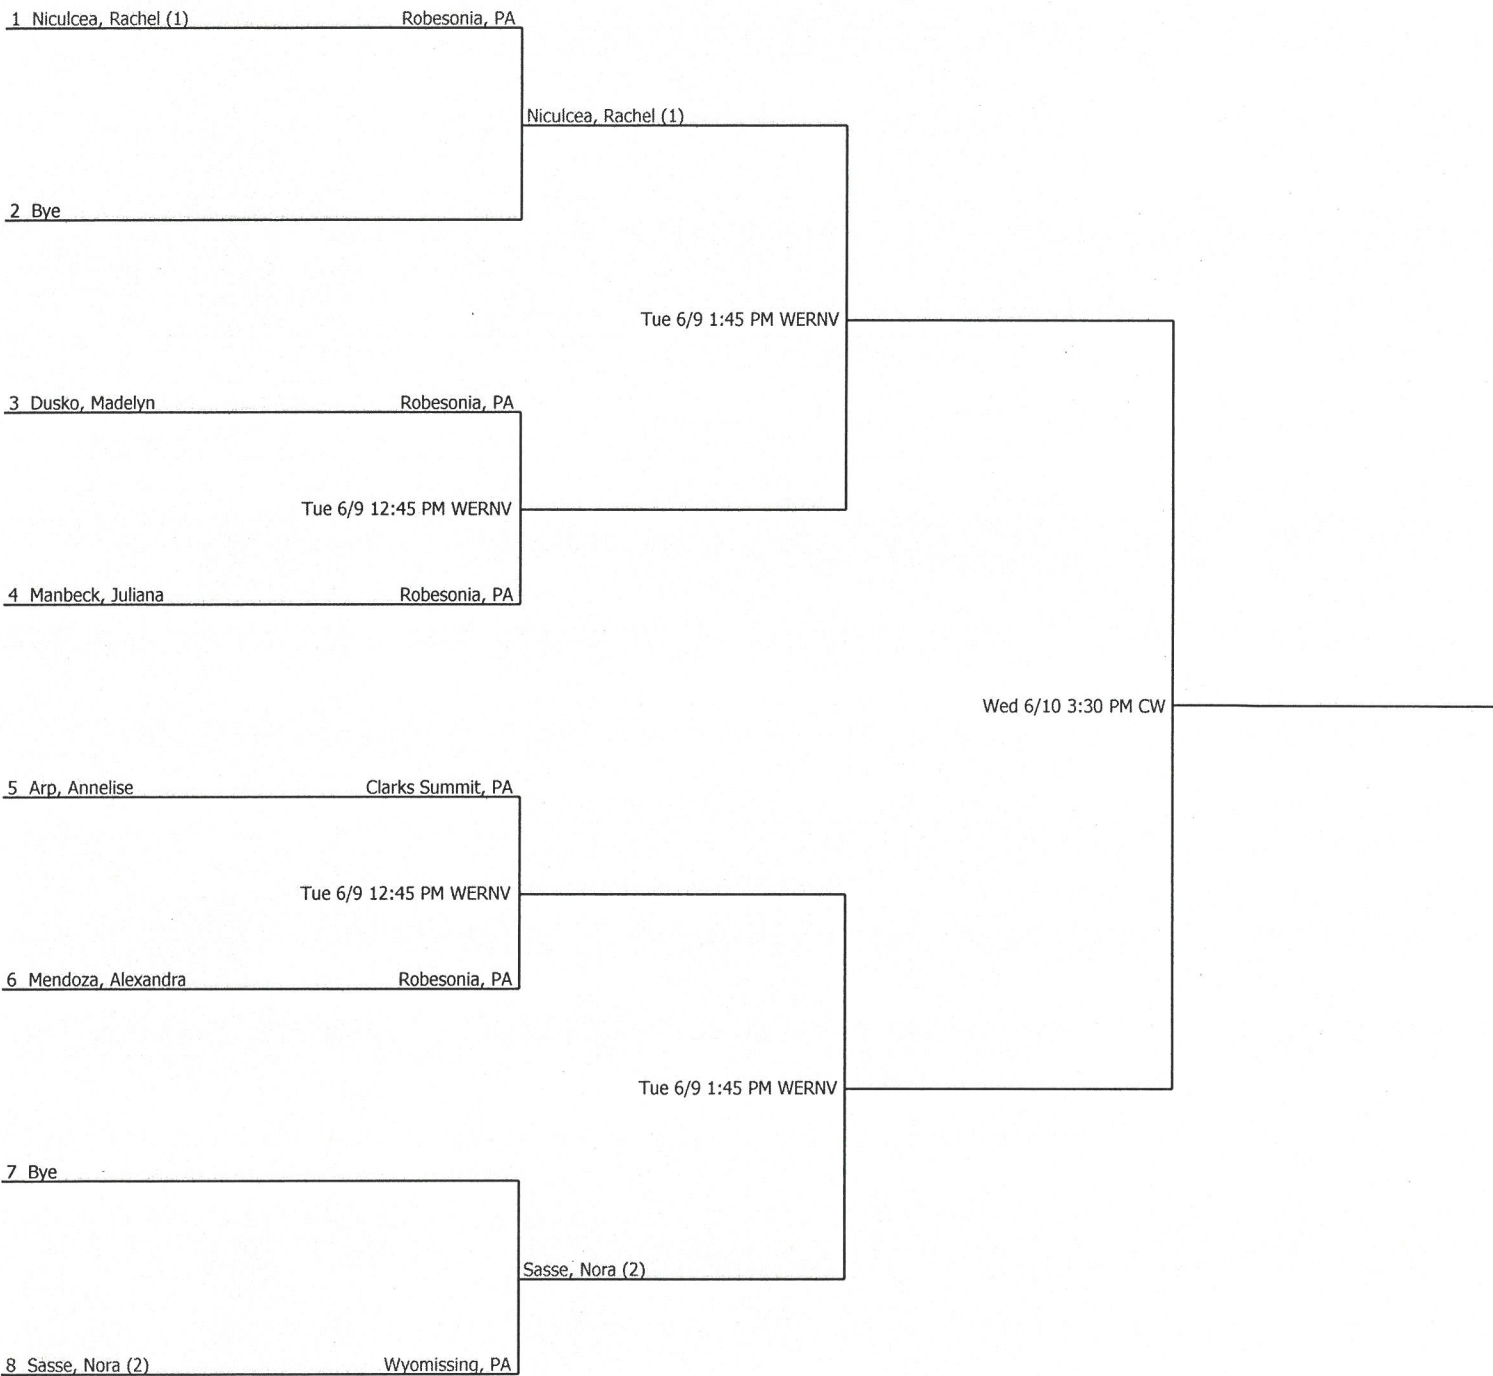 1 Niculcea, Rachel (1) Robesonia, PA
Niculcea, Rachel (1)
2 Bye
Tue 6/9 1:45 PM WERNV
3 Dusko, Madelyn Robesonia, PA
Tue 6/9 12:45 PM WERNV
4 Manbeck, Juliana Robesonia, PA
Wed 6/10 3:30 PM CW
5 Arp, Annelise Clarks Summit, PA
Tue 6/9 12:45 PM WERNV
6 Mendoza, Alexandra Robesonia, PA
Tue 6/9 1:45 PM WERNV
7 Bye
Sasse, Nora (2)
8 Sasse, Nora (2) Wyomissing, PA